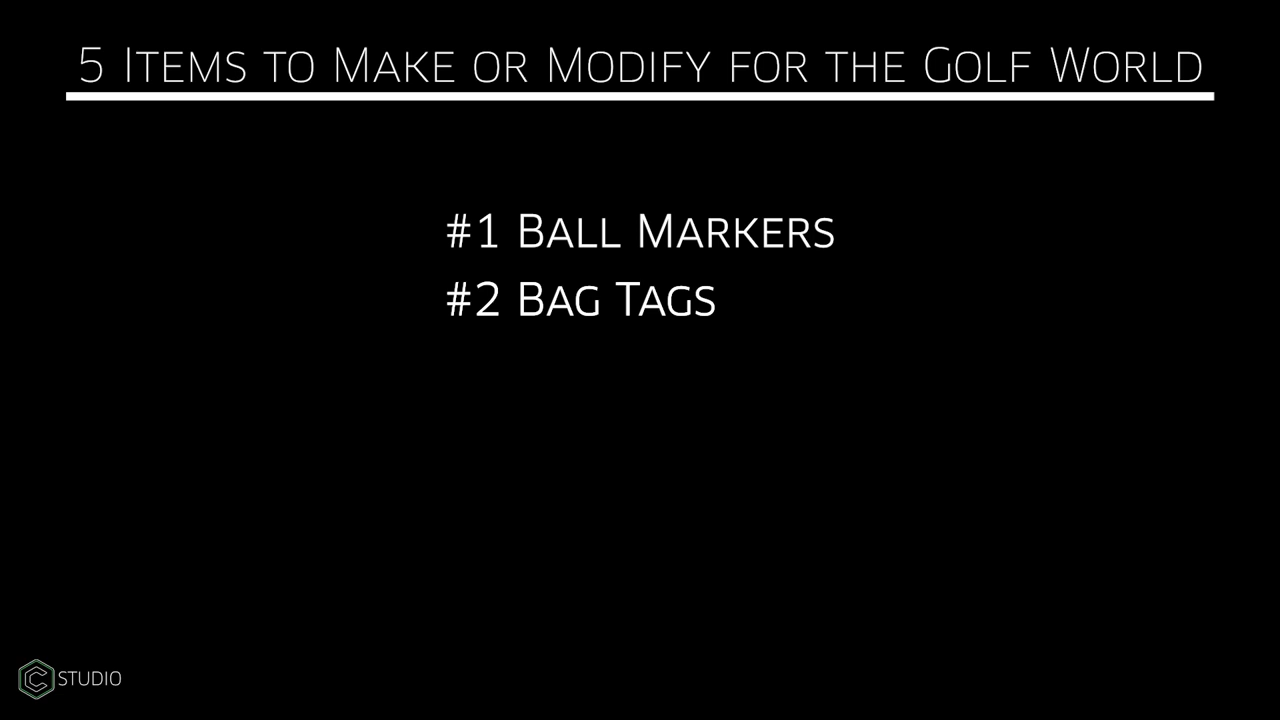 5 Items to Make or Modify for the Golf World
#1 Ball Markers
#2 Bag Tags
C STUDIO